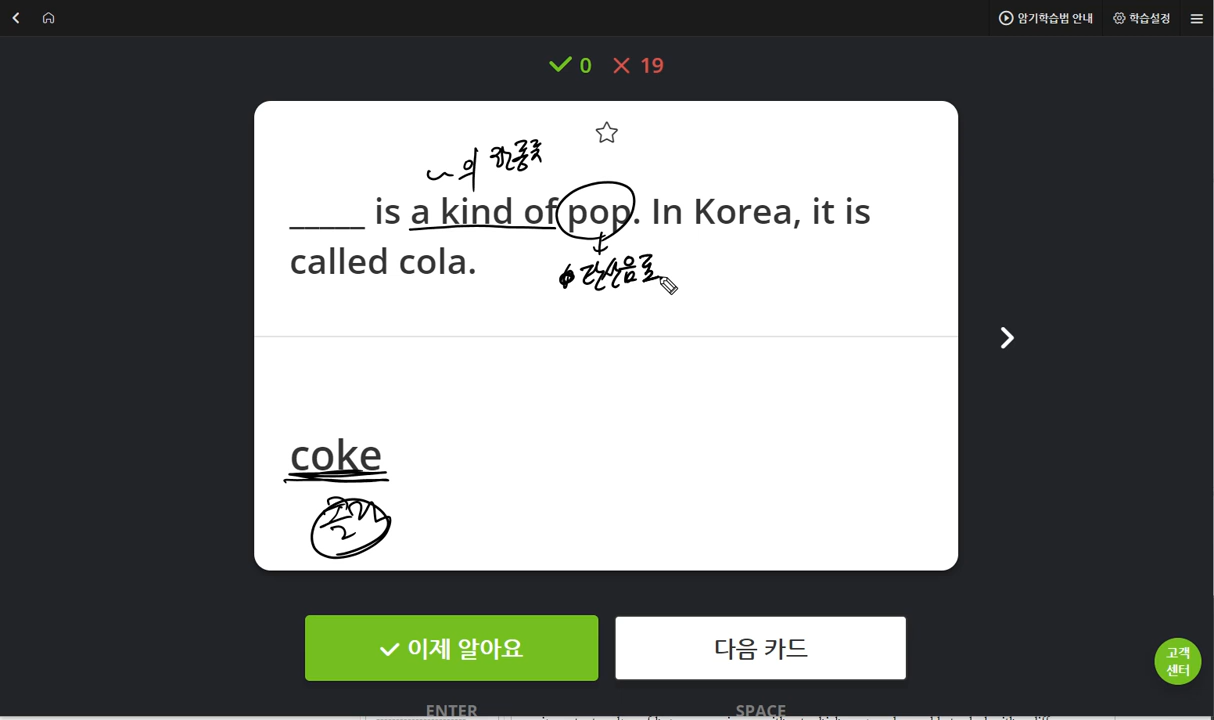 암기학습법 안내 학습설정
0 19
~의 한 종류
_____ is a kind of pop. In Korea, it is
called cola.
탄산음료
coke
이제 알아요 다음 카드
고객
센터
ENTER SPACE